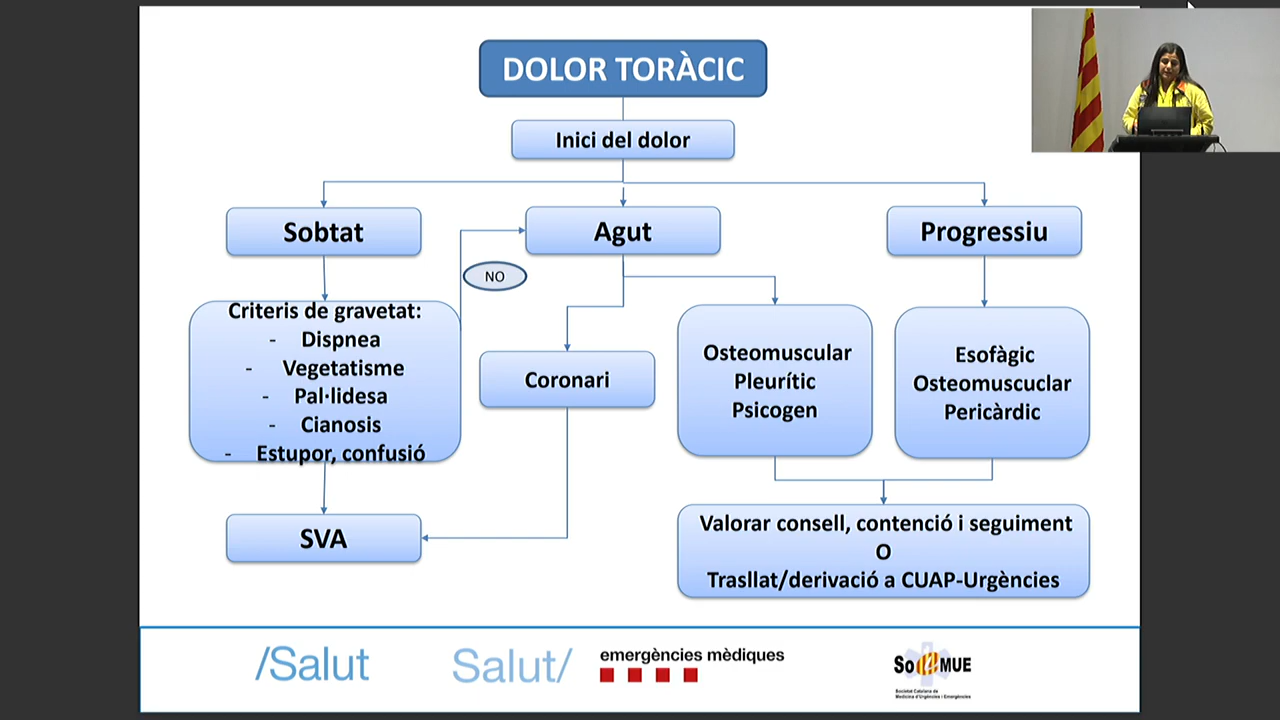 DOLOR TORÀCIC
Inici del dolor
Sobtat
Agut
Progressiu
NO
Criteris de gravetat:
- Dispnea
- Vegetatisme
- Pal·lidesa
- Cianosis
- Estupor, confusió
Coronari
Osteomuscular
Pleurític
Psicogen
Esofàgic
Osteomuscuclar
Pericàrdic
SVA
Valorar consell, contenció i seguiment
O
Trasllat/derivació a CUAP-Urgències
/Salut
Salut/
emergències mèdiques
SoCMUE
Societat Catalana de
Medicina d'Urgències i Emergències